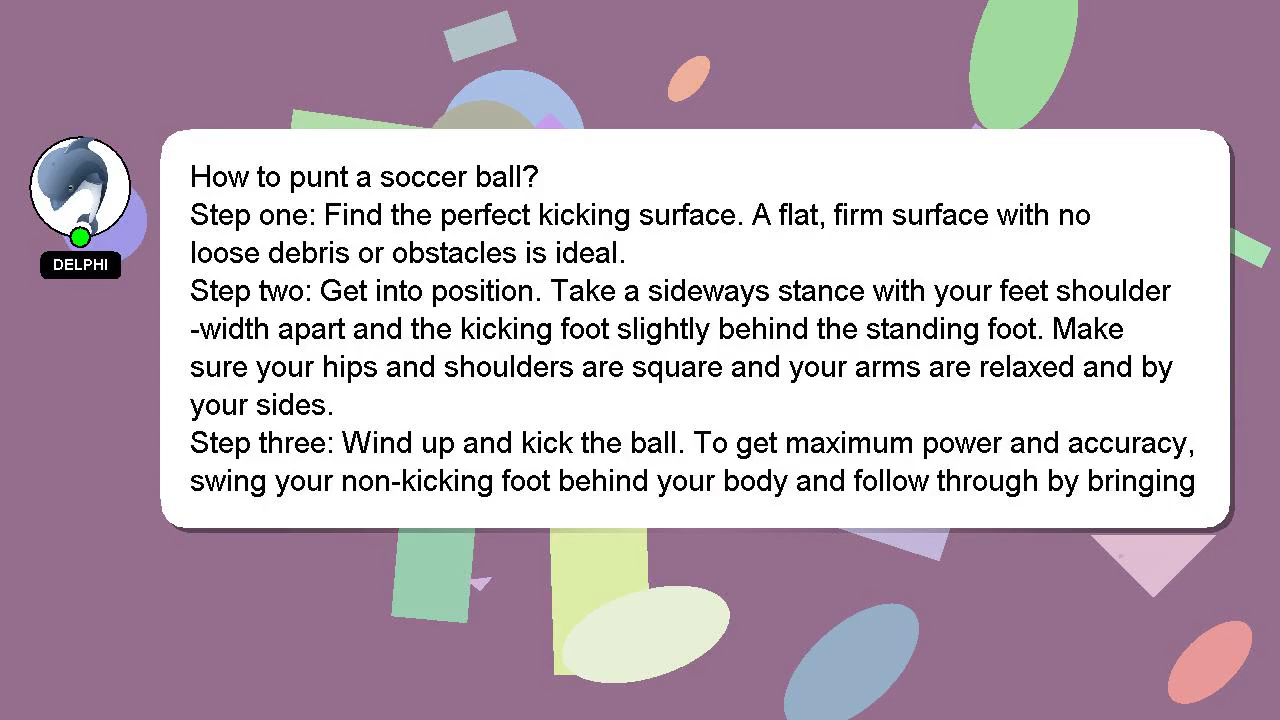 How to punt a soccer ball?
Step one: Find the perfect kicking surface. A flat, firm surface with no
loose debris or obstacles is ideal.
Step two: Get into position. Take a sideways stance with your feet shoulder
-width apart and the kicking foot slightly behind the standing foot. Make
sure your hips and shoulders are square and your arms are relaxed and by
your sides.
Step three: Wind up and kick the ball. To get maximum power and accuracy,
swing your non-kicking foot behind your body and follow through by bringing
DELPHI